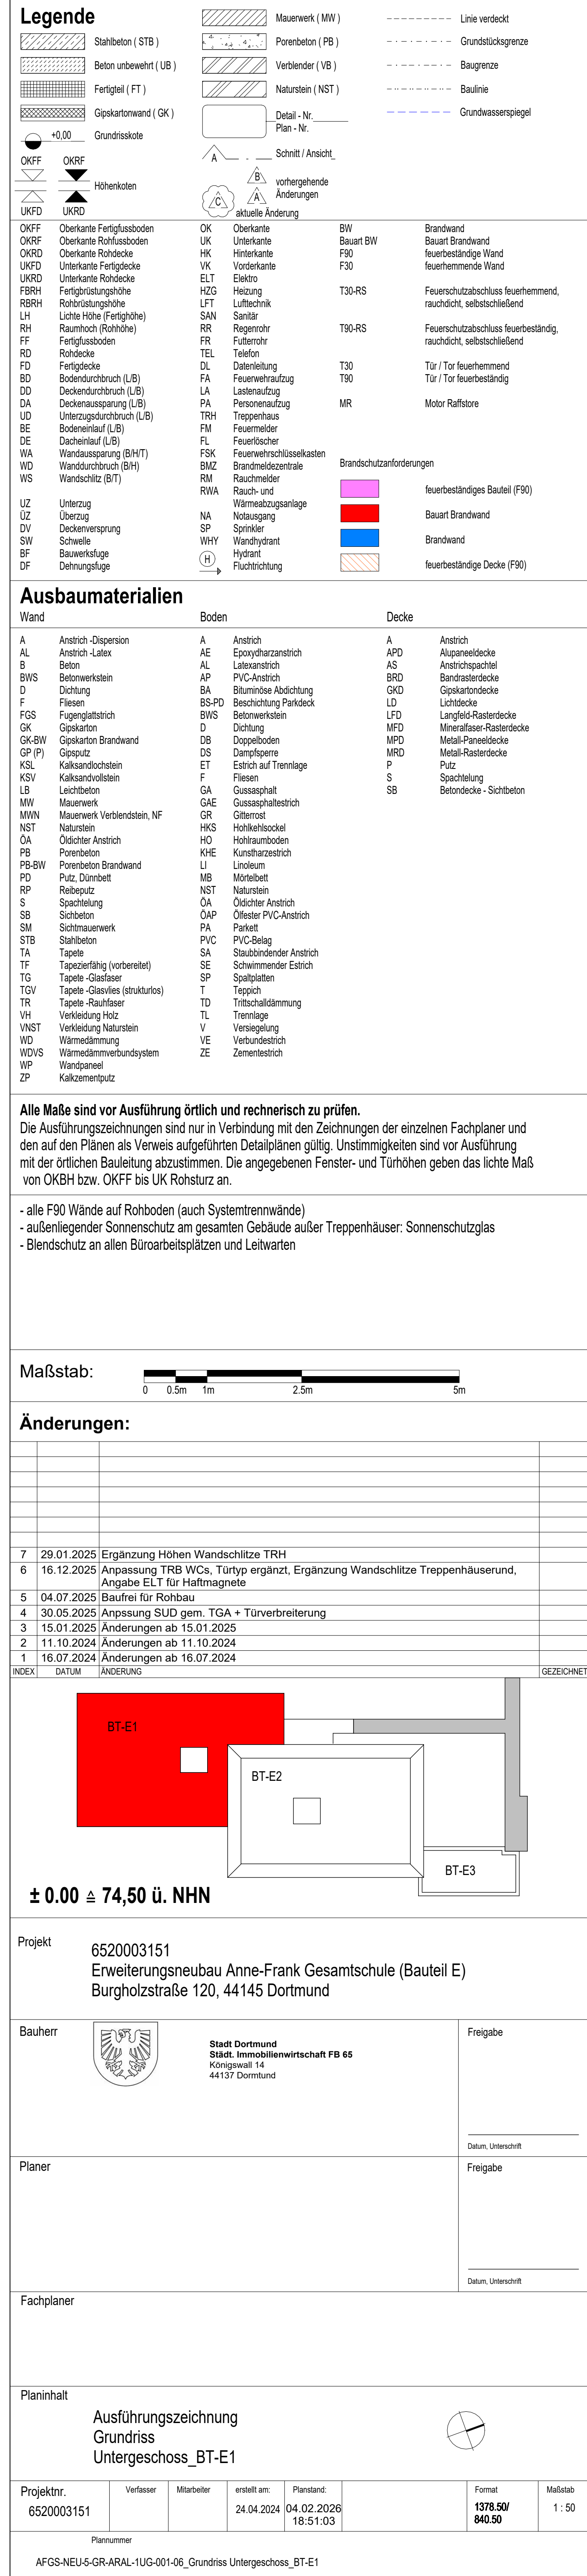 Legende
Stahlbeton ( STB )
Beton unbewehrt ( UB )
Fertigteil ( FT )
Gipskartonwand ( GK )
+0,00 Grundrisskote
OKFF OKRF
Höhenkoten
UKFD UKRD
Mauerwerk ( MW )
Porenbeton ( PB )
Verblender ( VB )
Naturstein ( NST )
Detail - Nr.
Plan - Nr.
A Schnitt / Ansicht_
B vorhergehende
A Änderungen
C
aktuelle Änderung
Linie verdeckt
Grundstücksgrenze
Baugrenze
Baulinie
Grundwasserspiegel
OKFF Oberkante Fertigfussboden
OKRF Oberkante Rohfussboden
OKRD Oberkante Rohdecke
UKFD Unterkante Fertigdecke
UKRD Unterkante Rohdecke
FBRH Fertigbrüstungshöhe
RBRH Rohbrüstungshöhe
LH Lichte Höhe (Fertighöhe)
RH Raumhoch (Rohhöhe)
FF Fertigfussboden
RD Rohdecke
FD Fertigdecke
BD Bodendurchbruch (L/B)
DD Deckendurchbruch (L/B)
DA Deckenaussparung (L/B)
UD Unterzugsdurchbruch (L/B)
BE Bodeneinlauf (L/B)
DE Dacheinlauf (L/B)
WA Wandaussparung (B/H/T)
WD Wanddurchbruch (B/H)
WS Wandschlitz (B/T)
UZ Unterzug
ÜZ Überzug
DV Deckenversprung
SW Schwelle
BF Bauwerksfuge
DF Dehnungsfuge
OK Oberkante
UK Unterkante
HK Hinterkante
VK Vorderkante
ELT Elektro
HZG Heizung
LFT Lufttechnik
SAN Sanitär
RR Regenrohr
FR Futterrohr
TEL Telefon
DL Datenleitung
FA Feuerwehraufzug
LA Lastenaufzug
PA Personenaufzug
TRH Treppenhaus
FM Feuermelder
FL Feuerlöscher
FSK Feuerwehrschlüsselkasten
BMZ Brandmeldezentrale
RM Rauchmelder
RWA Rauch- und
Wärmeabzugsanlage
NA Notausgang
SP Sprinkler
WHY Wandhydrant
H Hydrant
Fluchtrichtung
BW Brandwand
Bauart BW Bauart Brandwand
F90 feuerbeständige Wand
F30 feuerhemmende Wand
T30-RS Feuerschutzabschluss feuerhemmend,
rauchdicht, selbstschließend
T90-RS Feuerschutzabschluss feuerbeständig,
rauchdicht, selbstschließend
T30 Tür / Tor feuerhemmend
T90 Tür / Tor feuerbeständig
MR Motor Raffstore
Brandschutzanforderungen
feuerbeständiges Bauteil (F90)
Bauart Brandwand
Brandwand
feuerbeständige Decke (F90)
Ausbaumaterialien
Wand
A Anstrich -Dispersion
AL Anstrich -Latex
B Beton
BWS Betonwerkstein
D Dichtung
F Fliesen
FGS Fugenglattstrich
GK Gipskarton
GK-BW Gipskarton Brandwand
GP (P) Gipsputz
KSL Kalksandlochstein
KSV Kalksandvollstein
LB Leichtbeton
MW Mauerwerk
MWN Mauerwerk Verblendstein, NF
NST Naturstein
ÖA Öldichter Anstrich
PB Porenbeton
PB-BW Porenbeton Brandwand
PD Putz, Dünnbett
RP Reibeputz
S Spachtelung
SB Sichbeton
SM Sichtmauerwerk
STB Stahlbeton
TA Tapete
TF Tapezierfähig (vorbereitet)
TG Tapete -Glasfaser
TGV Tapete -Glasvlies (strukturlos)
TR Tapete -Rauhfaser
VH Verkleidung Holz
VNST Verkleidung Naturstein
WD Wärmedämmung
WDVS Wärmedämmverbundsystem
WP Wandpaneel
ZP Kalkzementputz
Boden
A Anstrich
AE Epoxydharzanstrich
AL Latexanstrich
AP PVC-Anstrich
BA Bituminöse Abdichtung
BS-PD Beschichtung Parkdeck
BWS Betonwerkstein
D Dichtung
DB Doppelboden
DS Dampfsperre
ET Estrich auf Trennlage
F Fliesen
GA Gussasphalt
GAE Gussasphaltestrich
GR Gitterrost
HKS Hohlkehlsockel
HO Hohlraumboden
KHE Kunstharzestrich
LI Linoleum
MB Mörtelbett
NST Naturstein
ÖA Öldichter Anstrich
ÖAP Ölfester PVC-Anstrich
PA Parkett
PVC PVC-Belag
SA Staubbindender Anstrich
SE Schwimmender Estrich
SP Spaltplatten
T Teppich
TD Trittschalldämmung
TL Trennlage
V Versiegelung
VE Verbundestrich
ZE Zementestrich
Decke
A Anstrich
APD Alupaneeldecke
AS Anstrichspachtel
BRD Bandrasterdecke
GKD Gipskartondecke
LD Lichtdecke
LFD Langfeld-Rasterdecke
MFD Mineralfaser-Rasterdecke
MPD Metall-Paneeldecke
MRD Metall-Rasterdecke
P Putz
S Spachtelung
SB Betondecke - Sichtbeton
Alle Maße sind vor Ausführung örtlich und rechnerisch zu prüfen.
Die Ausführungszeichnungen sind nur in Verbindung mit den Zeichnungen der einzelnen Fachplaner und
den auf den Plänen als Verweis aufgeführten Detailplänen gültig. Unstimmigkeiten sind vor Ausführung
mit der örtlichen Bauleitung abzustimmen. Die angegebenen Fenster- und Türhöhen geben das lichte Maß
von OKBH bzw. OKFF bis UK Rohsturz an.
- alle F90 Wände auf Rohboden (auch Systemtrennwände)
- außenliegender Sonnenschutz am gesamten Gebäude außer Treppenhäuser: Sonnenschutzglas
- Blendschutz an allen Büroarbeitsplätzen und Leitwarten
Maßstab:
0 0.5m 1m 2.5m 5m
Änderungen:
7 29.01.2025 Ergänzung Höhen Wandschlitze TRH
6 16.12.2025 Anpassung TRB WCs, Türtyp ergänzt, Ergänzung Wandschlitze Treppenhäuserund,
Angabe ELT für Haftmagnete
5 04.07.2025 Baufrei für Rohbau
4 30.05.2025 Anpssung SUD gem. TGA + Türverbreiterung
3 15.01.2025 Änderungen ab 15.01.2025
2 11.10.2024 Änderungen ab 11.10.2024
1 16.07.2024 Änderungen ab 16.07.2024
INDEX DATUM ÄNDERUNG GEZEICHNET
BT-E1
BT-E2
BT-E3
± 0.00 ≙ 74,50 ü. NHN
Projekt
6520003151
Erweiterungsneubau Anne-Frank Gesamtschule (Bauteil E)
Burgholzstraße 120, 44145 Dortmund
Bauherr
Stadt Dortmund
Städt. Immobilienwirtschaft FB 65
Königswall 14
44137 Dormtund
Freigabe
Datum, Unterschrift
Planer
Freigabe
Datum, Unterschrift
Fachplaner
Planinhalt
Ausführungszeichnung
Grundriss
Untergeschoss_BT-E1
Projektnr. Verfasser Mitarbeiter erstellt am: Planstand: Format Maßstab
6520003151 24.04.2024 04.02.2026 1378.50/ 1 : 50
18:51:03 840.50
Plannummer
AFGS-NEU-5-GR-ARAL-1UG-001-06_Grundriss Untergeschoss_BT-E1